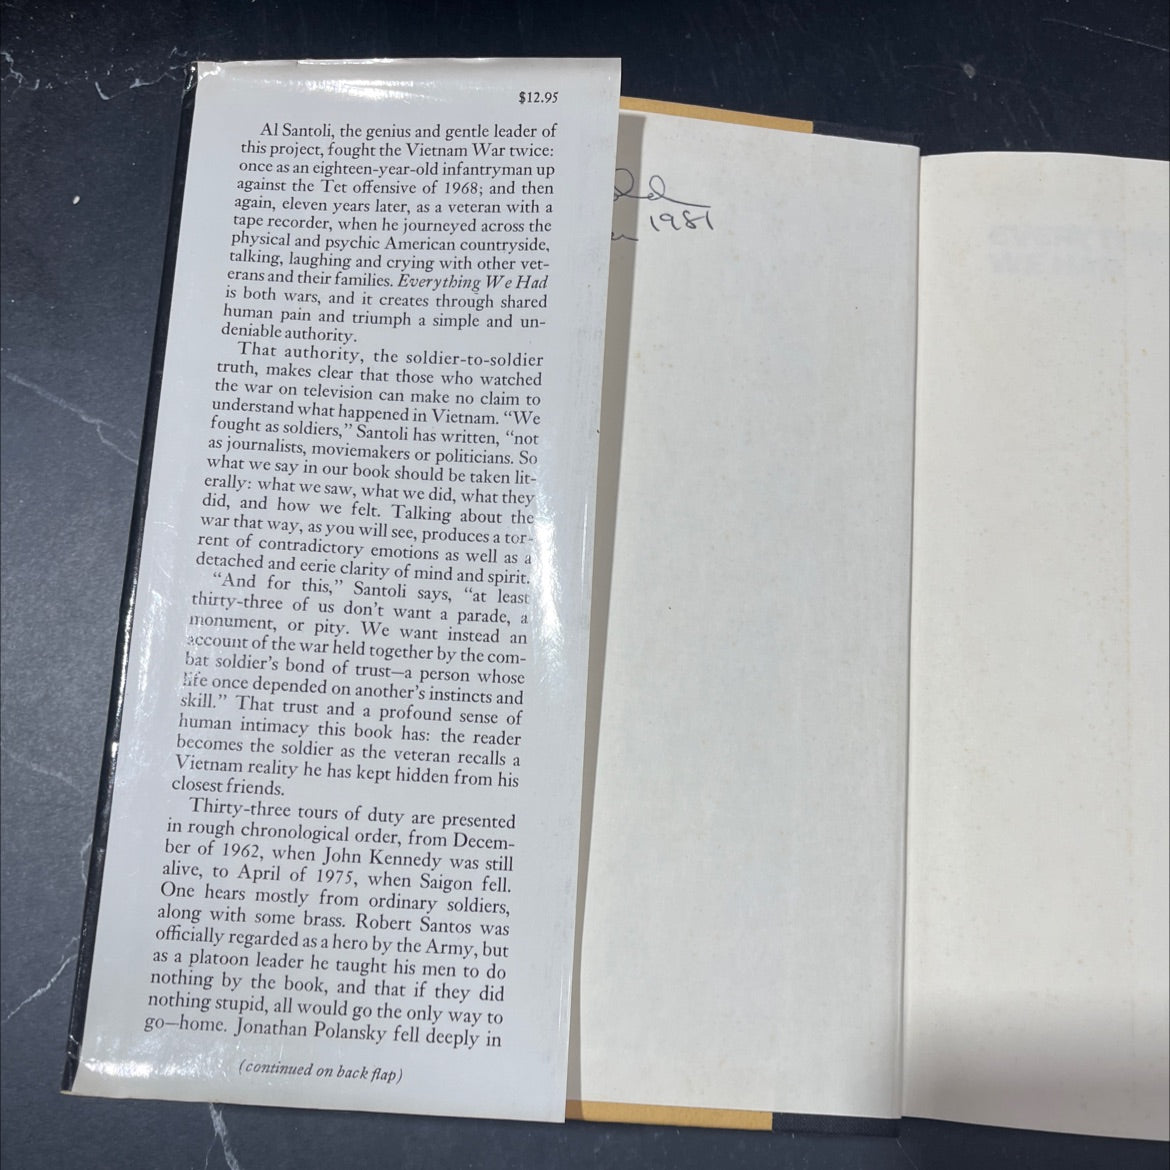 $12.95
Al Santoli, the genius and gentle leader of
this project, fought the Vietnam War twice:
once as an eighteen-year-old infantryman up
against the Tet offensive of 1968; and then
again, eleven years later, as a veteran with a
tape recorder, when he journeyed across the
physical and psychic American countryside,
talking, laughing and crying with other vet-
erans and their families. Everything We Had
is both wars, and it creates through shared
human pain and triumph a simple and un-
deniable authority.
That authority, the soldier-to-soldier
truth, makes clear that those who watched
the war on television can make no claim to
understand what happened in Vietnam. “We
fought as soldiers,” Santoli has written, “not
as journalists, moviemakers or politicians. So
what we say in our book should be taken lit-
erally: what we saw, what we did, what they
did, and how we felt. Talking about the
war that way, as you will see, produces a tor-
rent of contradictory emotions as well as a
detached and eerie clarity of mind and spirit.
“And for this,” Santoli says, “at least
thirty-three of us don’t want a parade, a
monument, or pity. We want instead an
account of the war held together by the com-
bat soldier’s bond of trust—a person whose
life once depended on another’s instincts and
skill.” That trust and a profound sense of
human intimacy this book has: the reader
becomes the soldier as the veteran recalls a
Vietnam reality he has kept hidden from his
closest friends.
Thirty-three tours of duty are presented
in rough chronological order, from Decem-
ber of 1962, when John Kennedy was still
alive, to April of 1975, when Saigon fell.
One hears mostly from ordinary soldiers,
along with some brass. Robert Santos was
officially regarded as a hero by the Army, but
as a platoon leader he taught his men to do
nothing by the book, and that if they did
nothing stupid, all would go the only way to
go—home. Jonathan Polansky fell deeply in
(continued on back flap)
1981